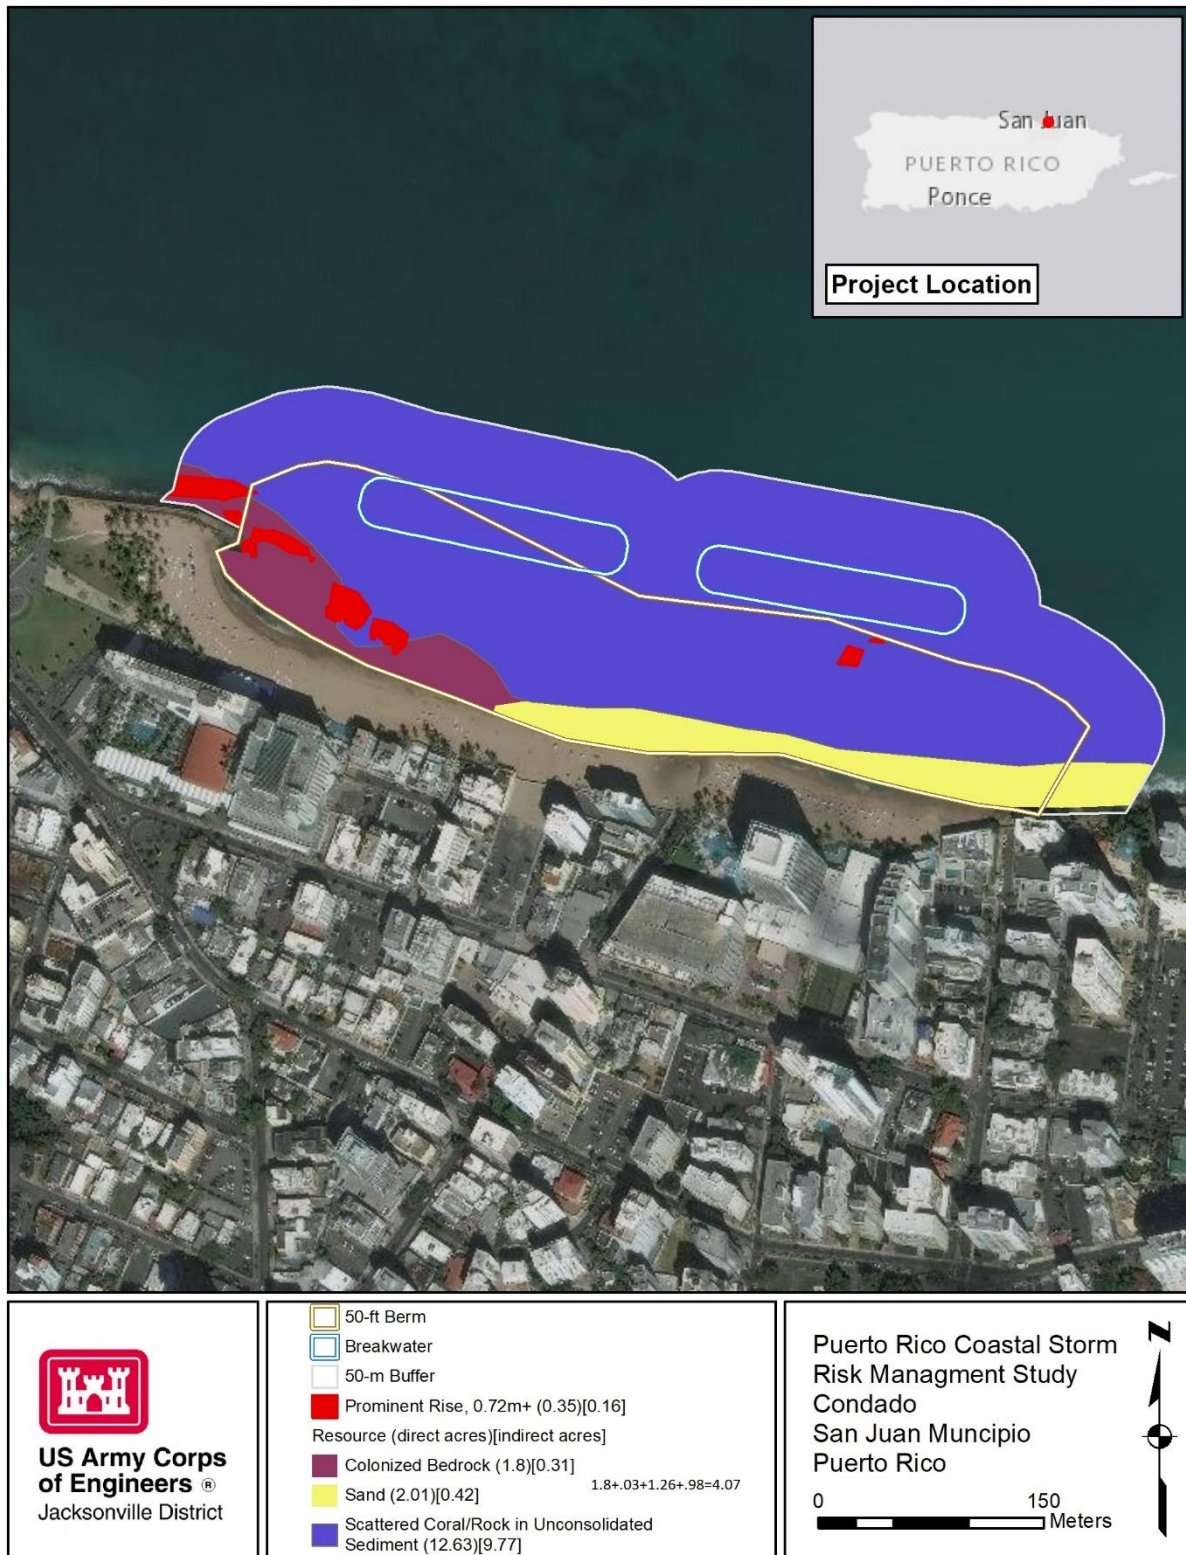 San Juan
PUERTO RICO
Ponce
Project Location
US Army Corps
of Engineers ®
Jacksonville District
50-ft Berm
Breakwater
50-m Buffer
Prominent Rise, 0.72m+ (0.35)[0.16]
Resource (direct acres)[indirect acres]
Colonized Bedrock (1.8)[0.31]
1.8+.03+1.26+.98=4.07
Sand (2.01)[0.42]
Scattered Coral/Rock in Unconsolidated
Sediment (12.63)[9.77]
Puerto Rico Coastal Storm
Risk Managment Study
Condado
San Juan Muncipio
Puerto Rico
N
0 150
Meters